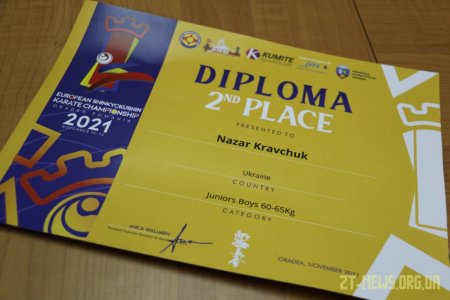 KUMITE
DIPLOMA
2ND PLACE
PRESENTED TO
Nazar Kravchuk
Ukraine
COUNTRY
Juniors Boys 60-65Kg
CATEGORY
EUROPEAN SHINKYOKUSHIN
KARATE CHAMPIONSHIP
ORADEA, ROMANIA
2021
ANCA WALLMEN
ORADEA, NOVEMBER 2021
ZT-NEWS.ORG.UA